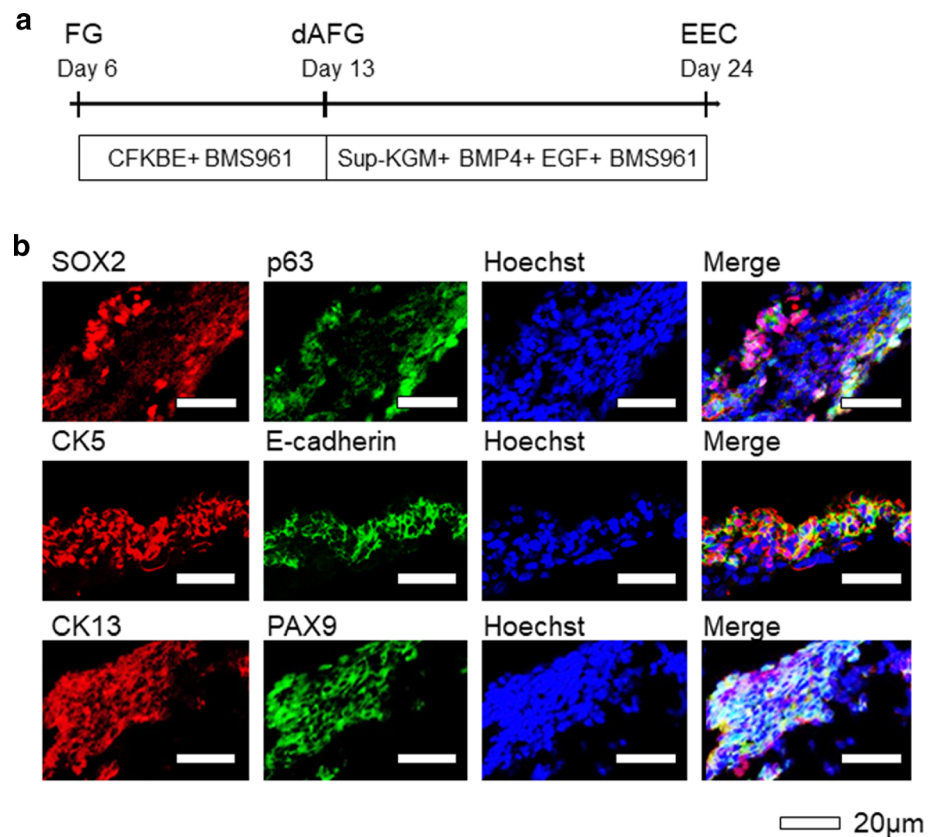 a
FG dAFG EEC
Day 6 Day 13 Day 24
CFKBE+ BMS961 Sup-KGM+ BMP4+ EGF+ BMS961
b
SOX2 p63 Hoechst Merge
CK5 E-cadherin Hoechst Merge
CK13 PAX9 Hoechst Merge
20μm